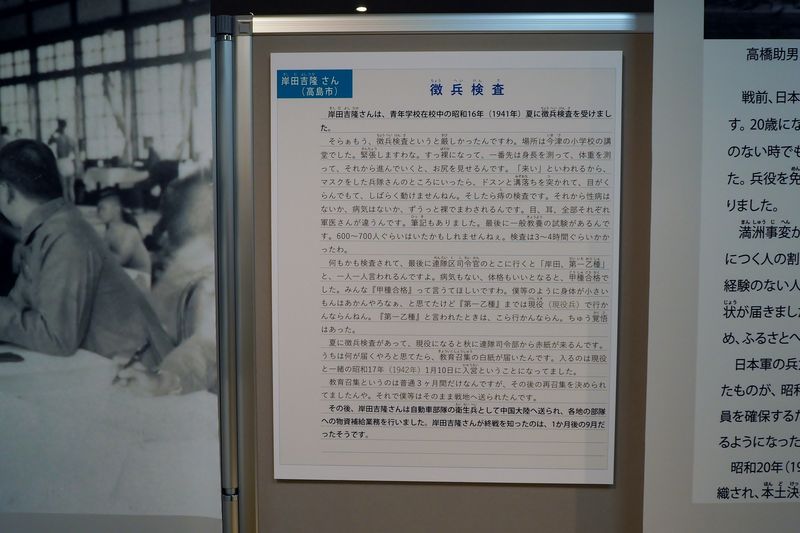 岸田吉隆 さん
（高島市）
徴兵検査
岸田吉隆さんは、青年学校在校中の昭和16年（1941年）夏に徴兵検査を受けまし
た。
そらぁもう、徴兵検査というと厳しかったんですわ。場所は今津の小学校の講
堂でした。緊張しますわな。すっ裸になって、一番先は身長を測って、体重を測
って、それから進んでいくと、お尻を見せるんです。「来い」といわれるから、
マスクをした兵隊さんのところにいったら、ドスンと溝落ちを突かれて、目がく
らんでもて、しばらく動けませんねん。そしたら痔の検査です。それから性病は
ないか、病気はないか、ずうっと裸でまわされるんです。目、耳、全部それぞれ
軍医さんが違うんです。筆記もありました。最後に一般教養の試験があるんで
す。600～700人ぐらいはいたかもしれませんねぇ。検査は3～4時間ぐらいかか
ったわ。
何もかも検査されて、最後に連隊区司令官のとこに行くと「岸田、第一乙種」
と、一人一人言われるんですよ。病気もない、体格もいいとなると、甲種合格で
した。みんな『甲種合格』って言うてほしいですわ。僕等のように身体が小さい
もんはあかんやろなぁ、と思てたけど『第一乙種』までは現役（現役兵）で行か
んならんねん。『第一乙種』と言われたときは、こら行かんならん。ちゅう覚悟
はあった。
夏に徴兵検査があって、現役になると秋に連隊司令部から赤紙が来るんです。
うちは何が届くやろと思てたら、教育召集の白紙が届いたんです。入るのは現役
と一緒の昭和17年（1942年）1月10日に入営ということになってました。
教育召集というのは普通３ヶ月間だけなんですが、その後の再召集を決められ
てましたんや。それで僕等はそのまま戦地へ送られたんです。
その後、岸田吉隆さんは自動車部隊の衛生兵として中国大陸へ送られ、各地の部隊
への物資補給業務を行いました。岸田吉隆さんが終戦を知ったのは、1か月後の9月だ
ったそうです。
高橋助男
戦前、日本
す。20歳にな
のない時でも
た。兵役を免
りました。
満洲事変が
につく人の割
経験のない人
状が届きまし
め、ふるさとへ
日本軍の兵
たものが、昭和
員を確保するた
るようになった
昭和20年（19
織され、本土決